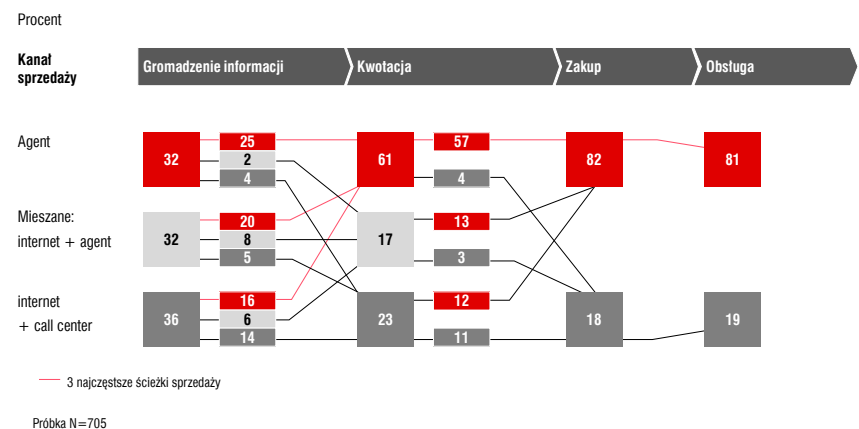 Procent
Kanał
sprzedaży
Gromadzenie informacji
Kwotacja
Zakup
Obsługa
Agent
32
25
2
4
61
57
4
82
81
Mieszane:
internet + agent
32
20
8
5
17
13
3
internet
+ call center
36
16
6
14
23
12
11
18
19
3 najczęstsze ścieżki sprzedaży
Próbka N=705